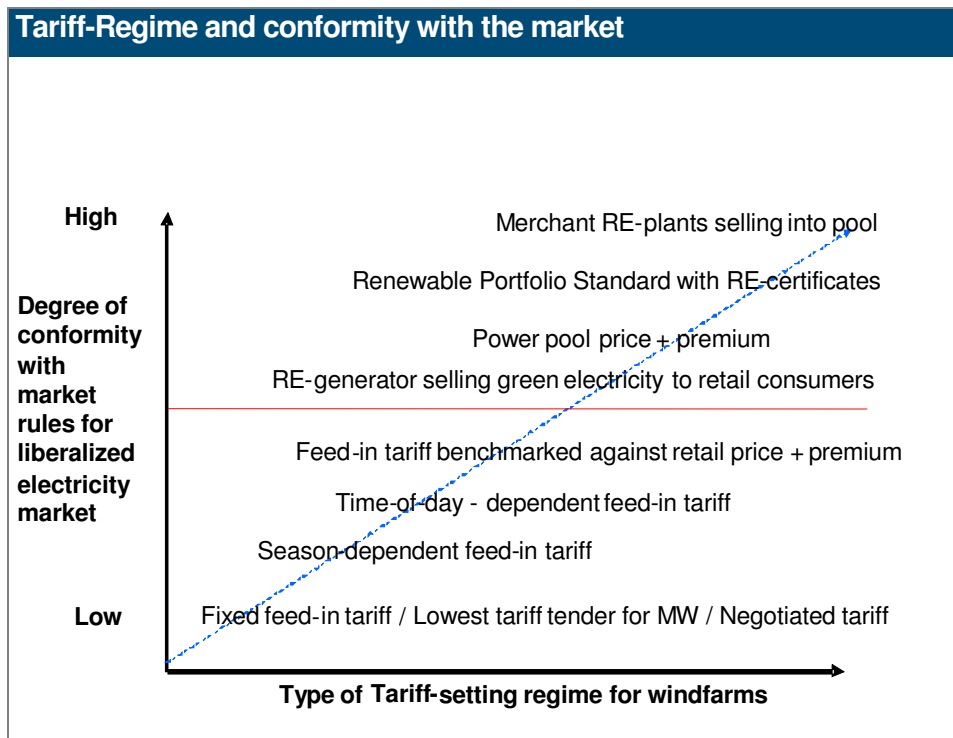 Tariff-Regime and conformity with the market
High
Merchant RE-plants selling into pool
Renewable Portfolio Standard with RE-certificates
Degree of
conformity
with
market
rules for
liberalized
electricity
market
Power pool price + premium
RE-generator selling green electricity to retail consumers
Feed-in tariff benchmarked against retail price + premium
Time-of-day - dependent feed-in tariff
Season-dependent feed-in tariff
Low
Fixed feed-in tariff / Lowest tariff tender for MW / Negotiated tariff
Type of Tariff-setting regime for windfarms